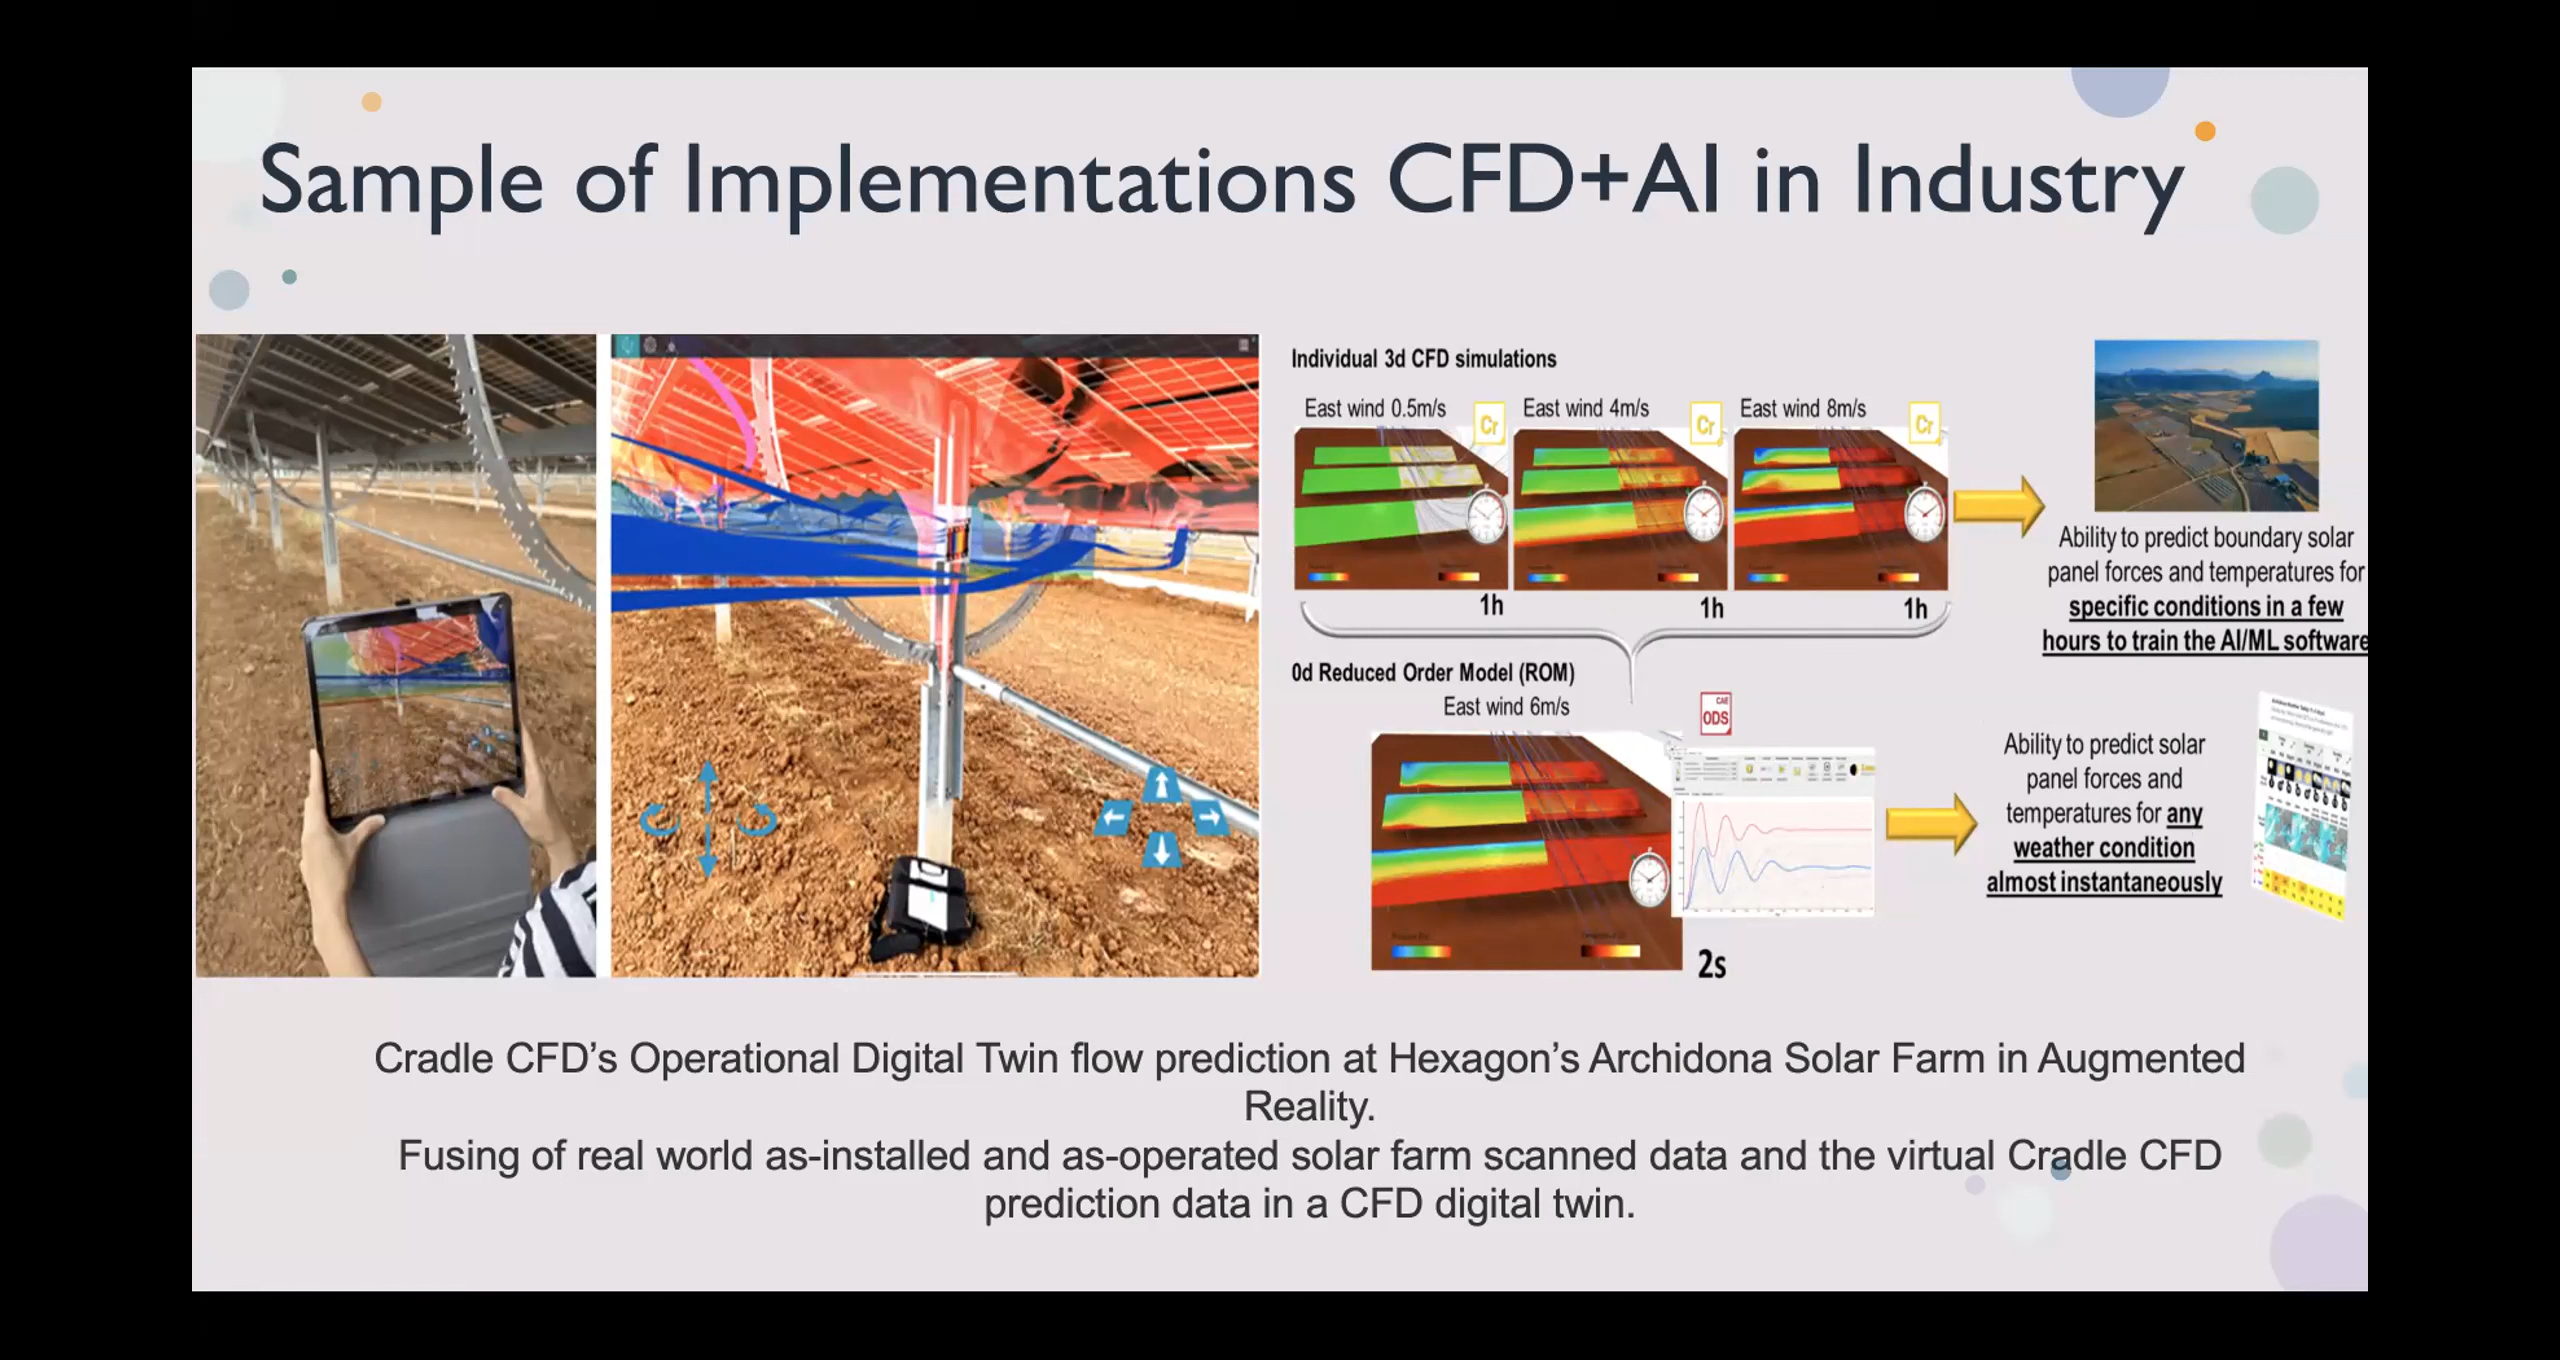 Sample of Implementations CFD+AI in Industry
Individual 3d CFD simulations
East wind 0.5m/s
Cr
East wind 4m/s
Cr
East wind 8m/s
Cr
1h
1h
1h
Ability to predict boundary solar
panel forces and temperatures for
specific conditions in a few
hours to train the AI/ML software
0d Reduced Order Model (ROM)
East wind 6m/s
CAE
ODS
2s
Ability to predict solar
panel forces and
temperatures for any
weather condition
almost instantaneously
Cradle CFD’s Operational Digital Twin flow prediction at Hexagon’s Archidona Solar Farm in Augmented
Reality.
Fusing of real world as-installed and as-operated solar farm scanned data and the virtual Cradle CFD
prediction data in a CFD digital twin.